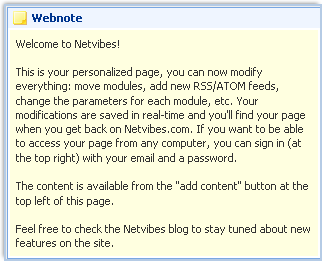 Webnote
Welcome to Netvibes!
This is your personalized page, you can now modify
everything: move modules, add new RSS/ATOM feeds,
change the parameters for each module, etc. Your
modifications are saved in real-time and you'll find your page
when you get back on Netvibes.com. If you want to be able
to access your page from any computer, you can sign in (at
the top right) with your email and a password.
The content is available from the "add content" button at the
top left of this page.
Feel free to check the Netvibes blog to stay tuned about new
features on the site.